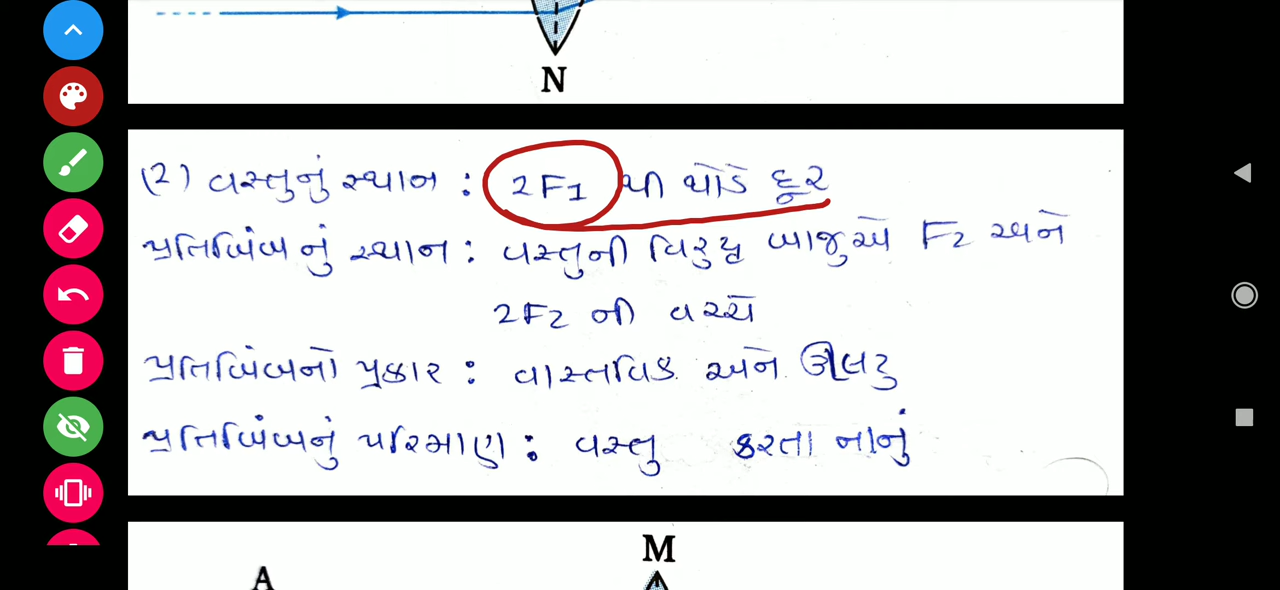 N
(2) વસ્તુનું સ્થાન : 2F1 થી થોડે દૂર
પ્રતિબિંબનું સ્થાન : વસ્તુની વિરુદ્ધ બાજુએ F2 અને
2F2 ની વચ્ચે
પ્રતિબિંબનો પ્રકાર : વાસ્તવિક અને ઊલટુ
પ્રતિબિંબનું પરિમાણ : વસ્તુ કરતા નાનું
M
A